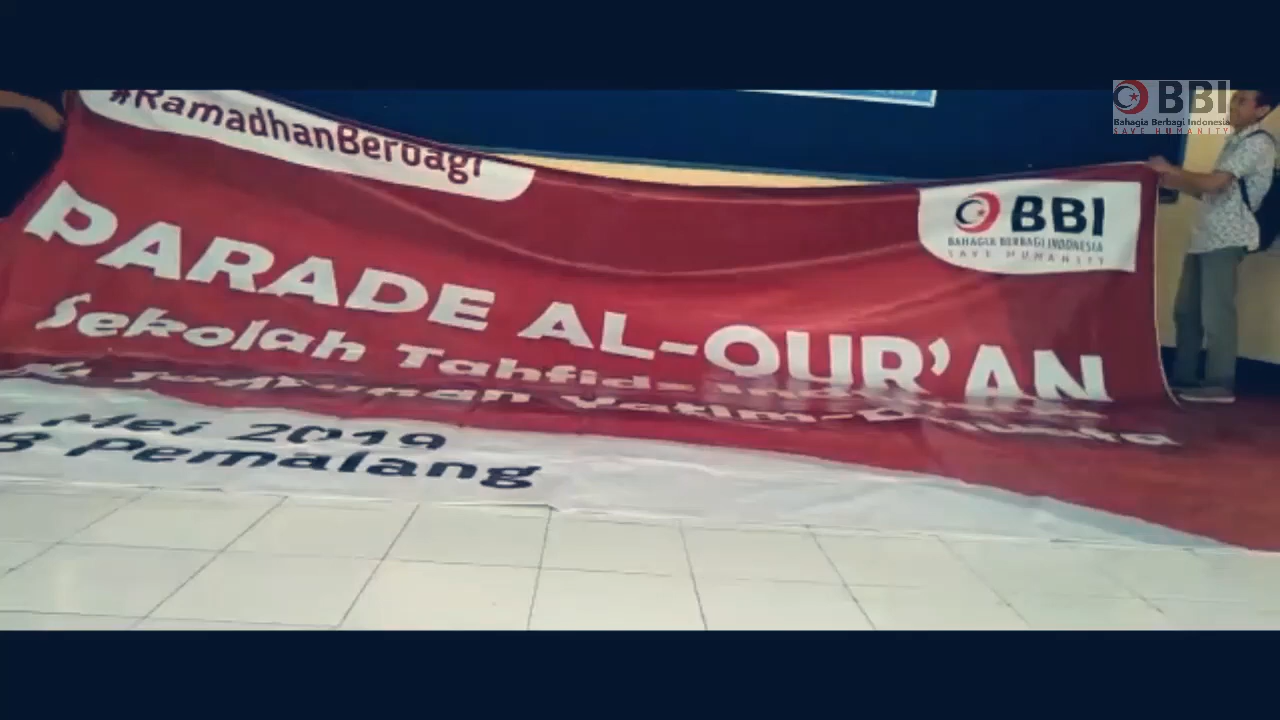 #RamadhanBerbagi
BBI
BAHAGIA BERBAGI INDONESIA
SAVE HUMANITY
PARADE AL-QUR'AN
Sekolah Tahfidz
Yatim-
Mei 2019
Pemalang
BBI
Bahagia Berbagi Indonesia
SAVE HUMANITY